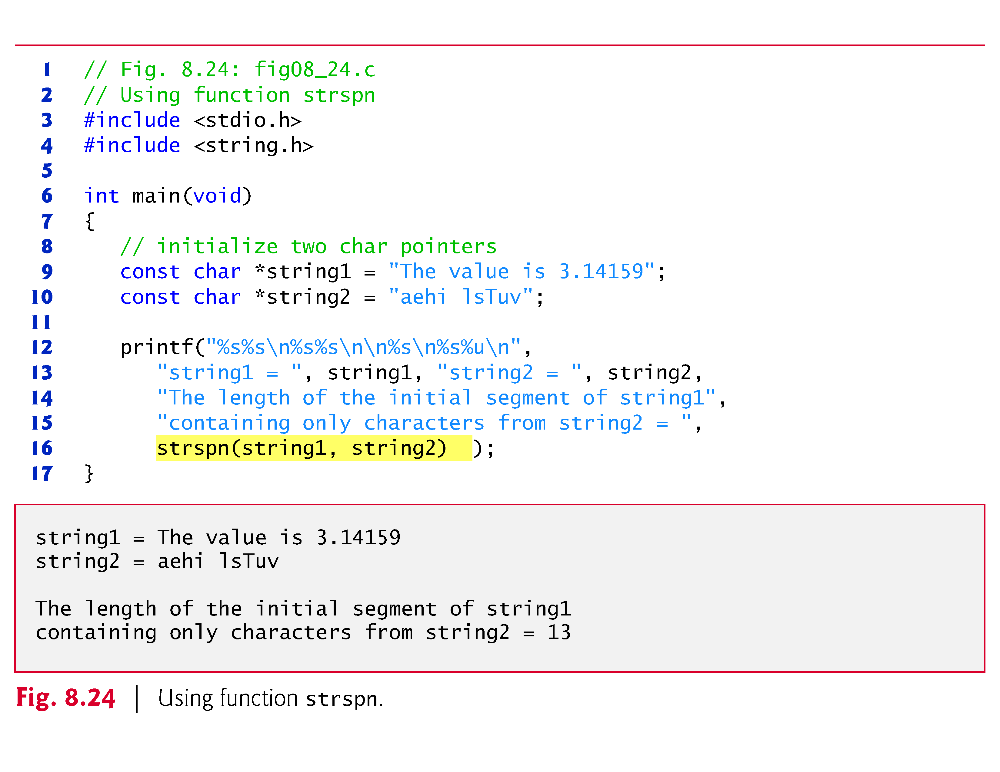 1 // Fig. 8.24: fig08_24.c
2 // Using function strspn
3 #include <stdio.h>
4 #include <string.h>
5
6 int main(void)
7 {
8    // initialize two char pointers
9    const char *string1 = "The value is 3.14159";
10    const char *string2 = "aehi lsTuv";
11
12    printf("%s%s\n%s%s\n\n%s\n%s%u\n",
13       "string1 = ", string1, "string2 = ", string2,
14       "The length of the initial segment of string1",
15       "containing only characters from string2 = ",
16       strspn(string1, string2)  );
17 }
string1 = The value is 3.14159
string2 = aehi lsTuv
The length of the initial segment of string1
containing only characters from string2 = 13
Fig. 8.24 | Using function strspn.